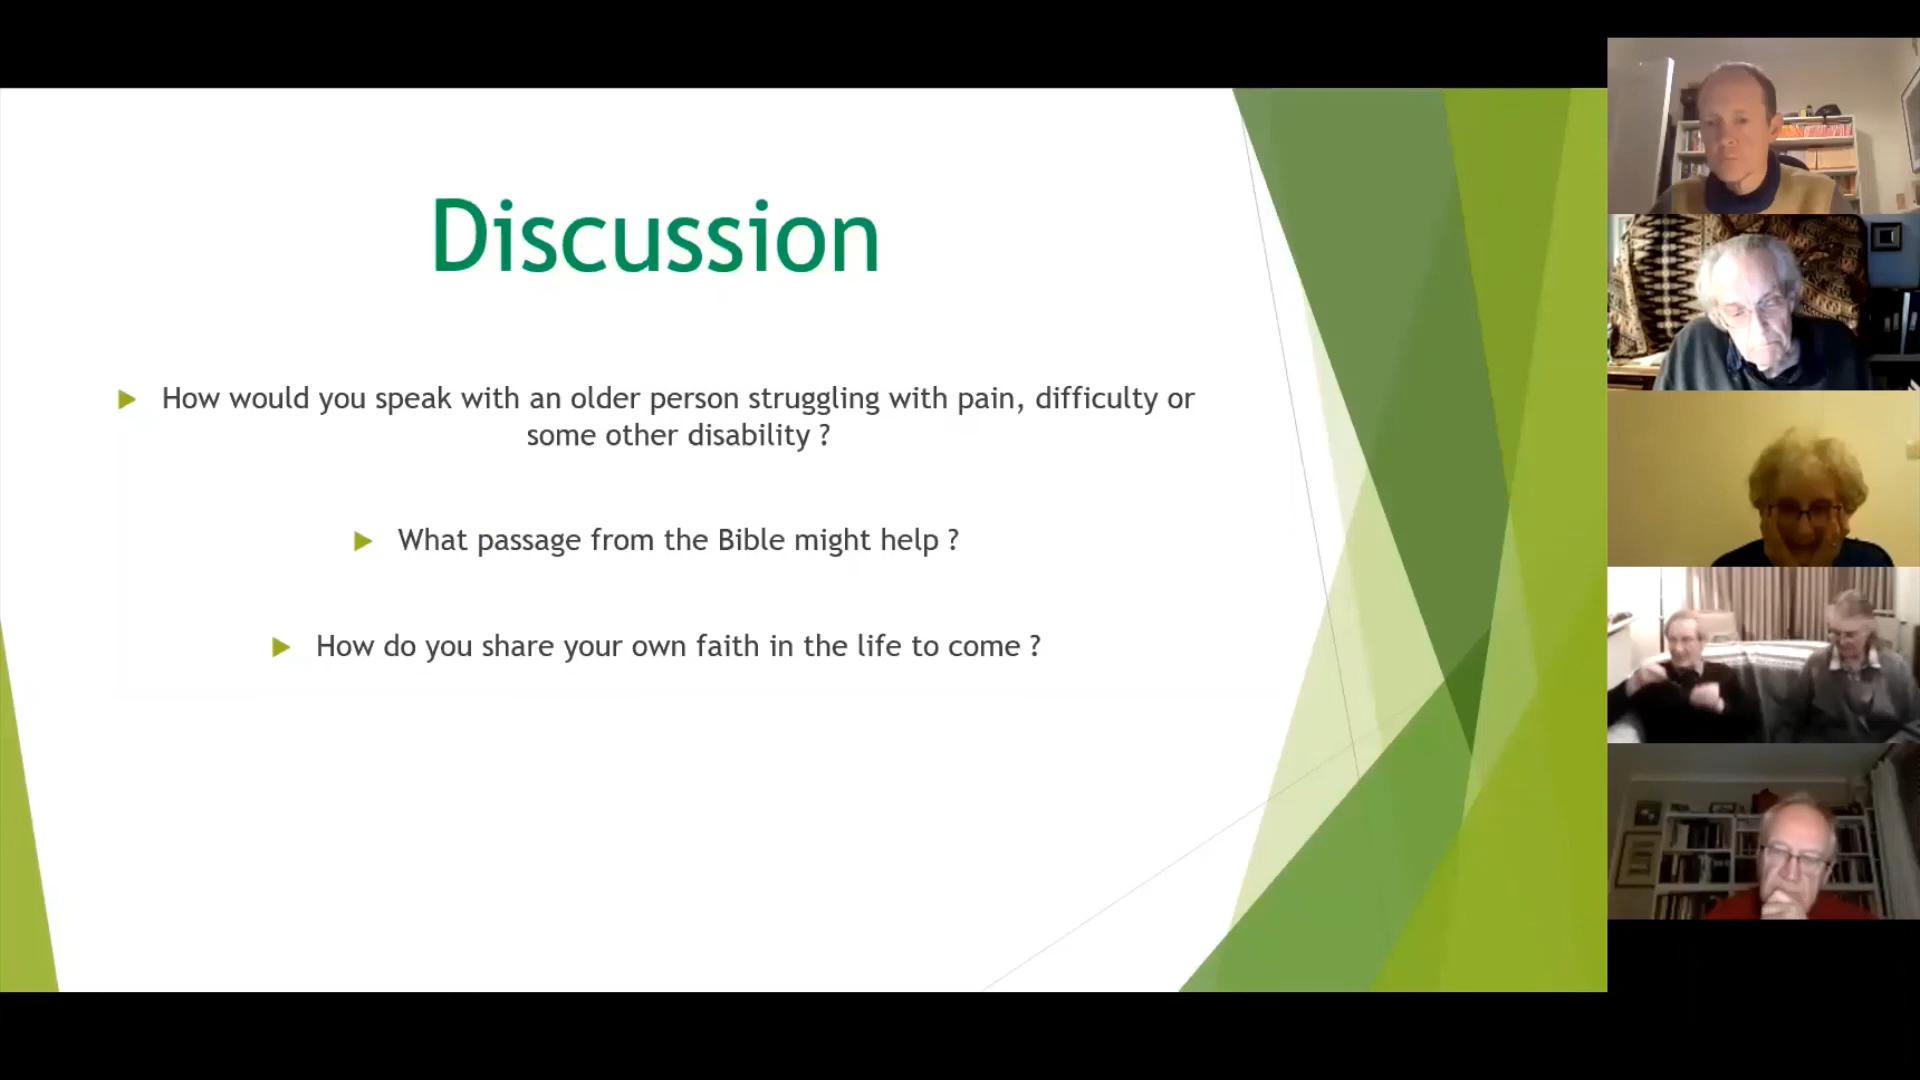 Discussion
How would you speak with an older person struggling with pain, difficulty or
some other disability ?
What passage from the Bible might help ?
How do you share your own faith in the life to come ?